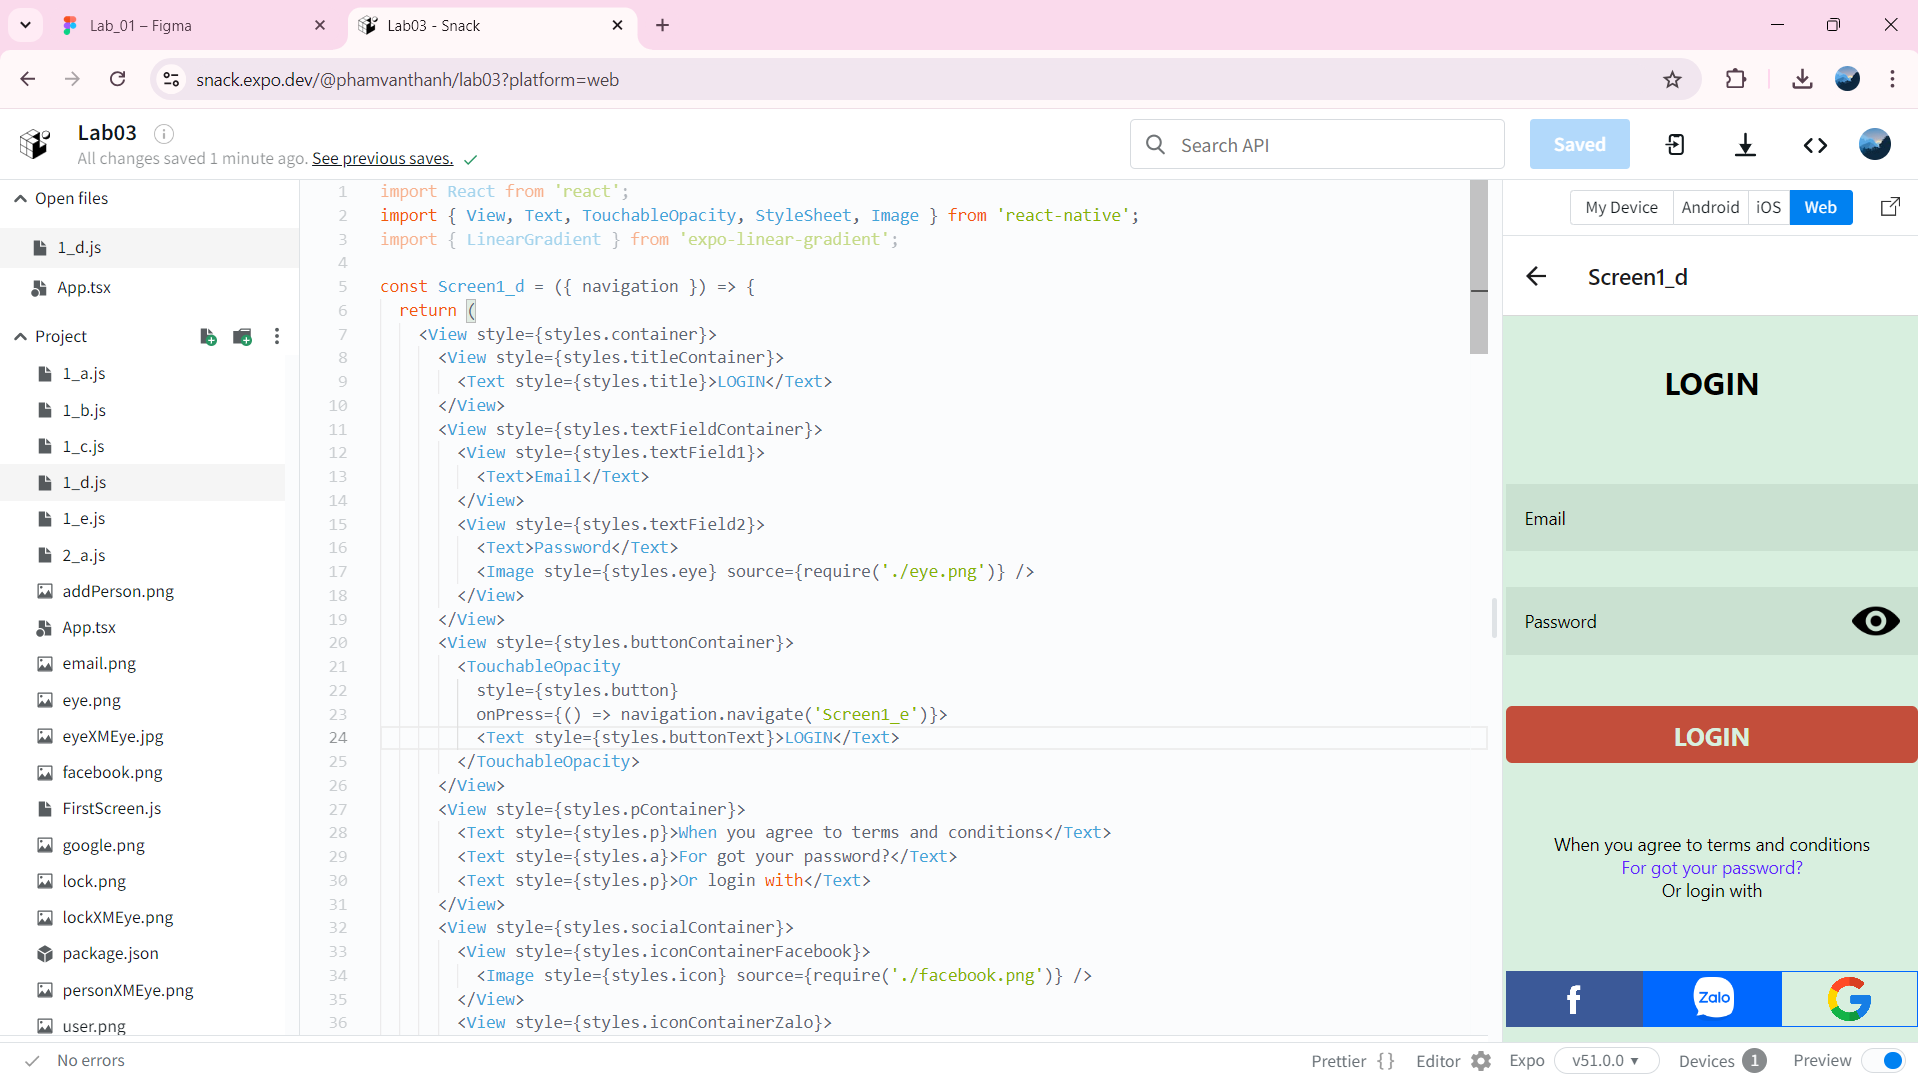 Lab_01 – Figma
Lab03 - Snack
snack.expo.dev/@phamvanthanh/lab03?platform=web
Lab03
All changes saved 1 minute ago. See previous saves.
Search API
Saved
Open files
1_d.js
App.tsx
Project
1_a.js
1_b.js
1_c.js
1_d.js
1_e.js
2_a.js
addPerson.png
App.tsx
email.png
eye.png
eyeXMEye.jpg
facebook.png
FirstScreen.js
google.png
lock.png
lockXMEye.png
package.json
personXMEye.png
user.png
1 import React from 'react';
2 import { View, Text, TouchableOpacity, StyleSheet, Image } from 'react-native';
3 import { LinearGradient } from 'expo-linear-gradient';
4
5 const Screen1_d = ({ navigation }) => {
6 return (
7 <View style={styles.container}>
8 <View style={styles.titleContainer}>
9 <Text style={styles.title}>LOGIN</Text>
10 </View>
11 <View style={styles.textFieldContainer}>
12 <View style={styles.textField1}>
13 <Text>Email</Text>
14 </View>
15 <View style={styles.textField2}>
16 <Text>Password</Text>
17 <Image style={styles.eye} source={require('./eye.png')} />
18 </View>
19 </View>
20 <View style={styles.buttonContainer}>
21 <TouchableOpacity
22 style={styles.button}
23 onPress={() => navigation.navigate('Screen1_e')}>
24 <Text style={styles.buttonText}>LOGIN</Text>
25 </TouchableOpacity>
26 </View>
27 <View style={styles.pContainer}>
28 <Text style={styles.p}>When you agree to terms and conditions</Text>
29 <Text style={styles.a}>For got your password?</Text>
30 <Text style={styles.p}>Or login with</Text>
31 </View>
32 <View style={styles.socialContainer}>
33 <View style={styles.iconContainerFacebook}>
34 <Image style={styles.icon} source={require('./facebook.png')} />
35 </View>
36 <View style={styles.iconContainerZalo}>
My Device Android iOS Web
Screen1_d
LOGIN
Email
Password
LOGIN
When you agree to terms and conditions
For got your password?
Or login with
f Zalo G
No errors
Prettier {} Editor Expo v51.0.0 Devices 1 Preview